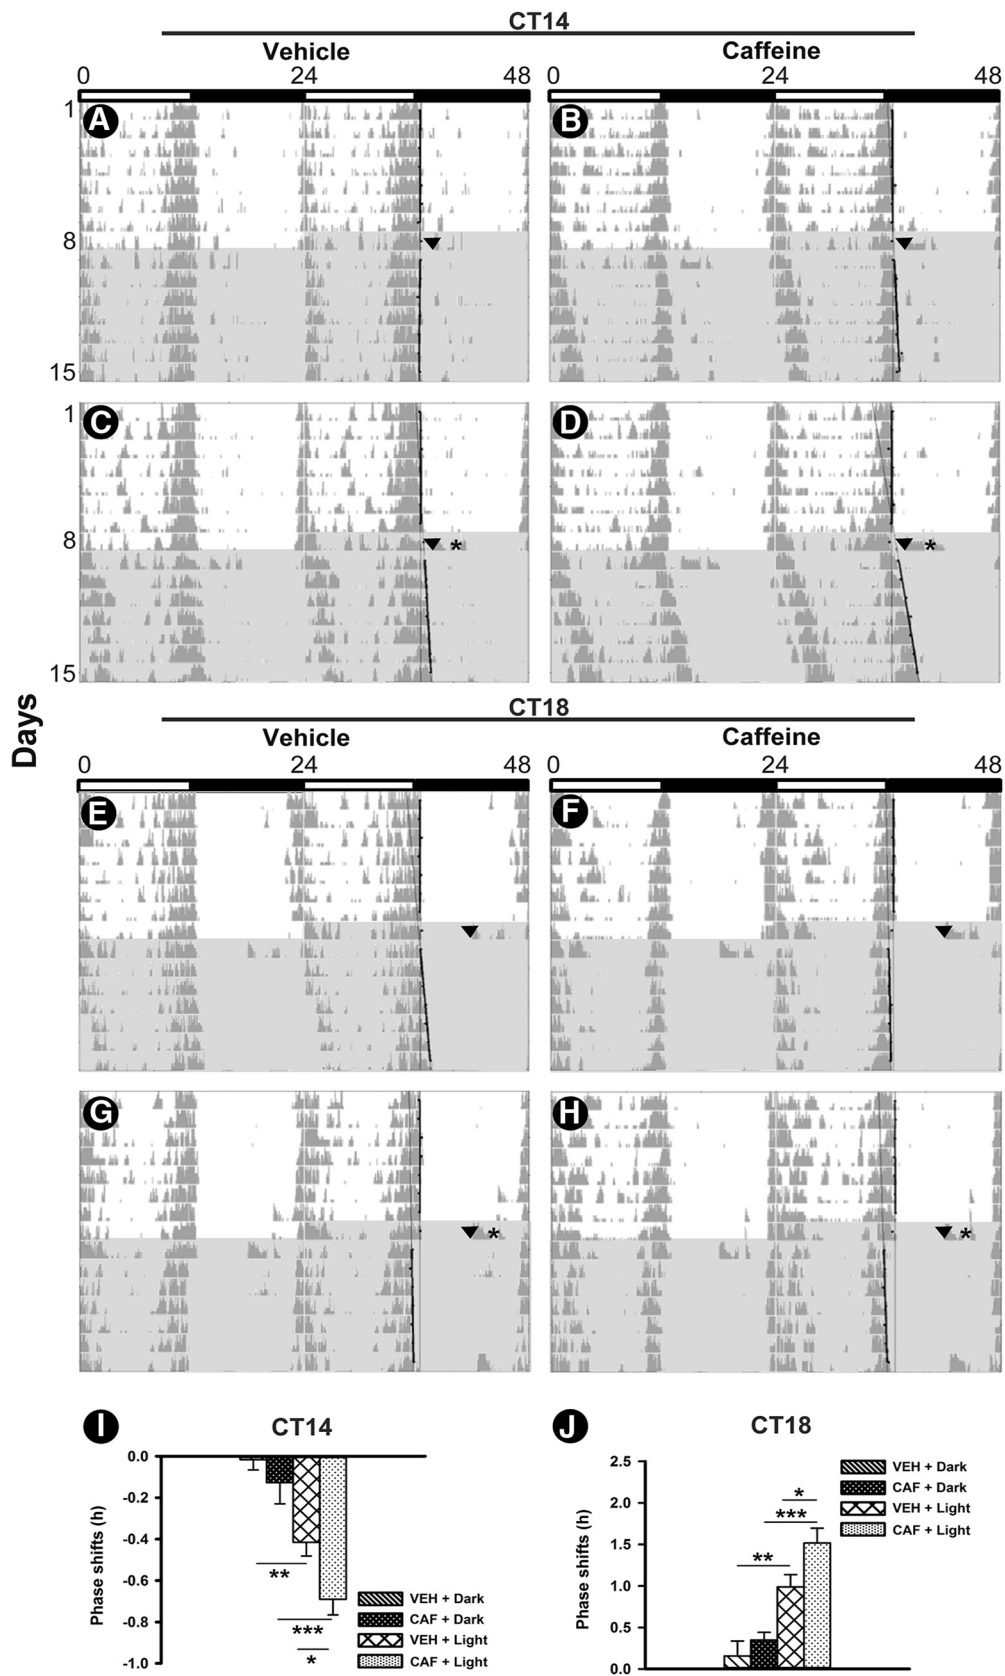 CT14
Vehicle Caffeine
0 24 48 0 24 48
1 A B
8
15
1 C D
*  *
8
15
Days
CT18
Vehicle Caffeine
0 24 48 0 24 48
E F
G H
*  *
I CT14
Phase shifts (h)
0.0
-0.2
-0.4
-0.6
-0.8
-1.0
**
***
*
VEH + Dark
CAF + Dark
VEH + Light
CAF + Light
J CT18
Phase shifts (h)
2.5
2.0
1.5
1.0
0.5
0.0
*
***
**
VEH + Dark
CAF + Dark
VEH + Light
CAF + Light